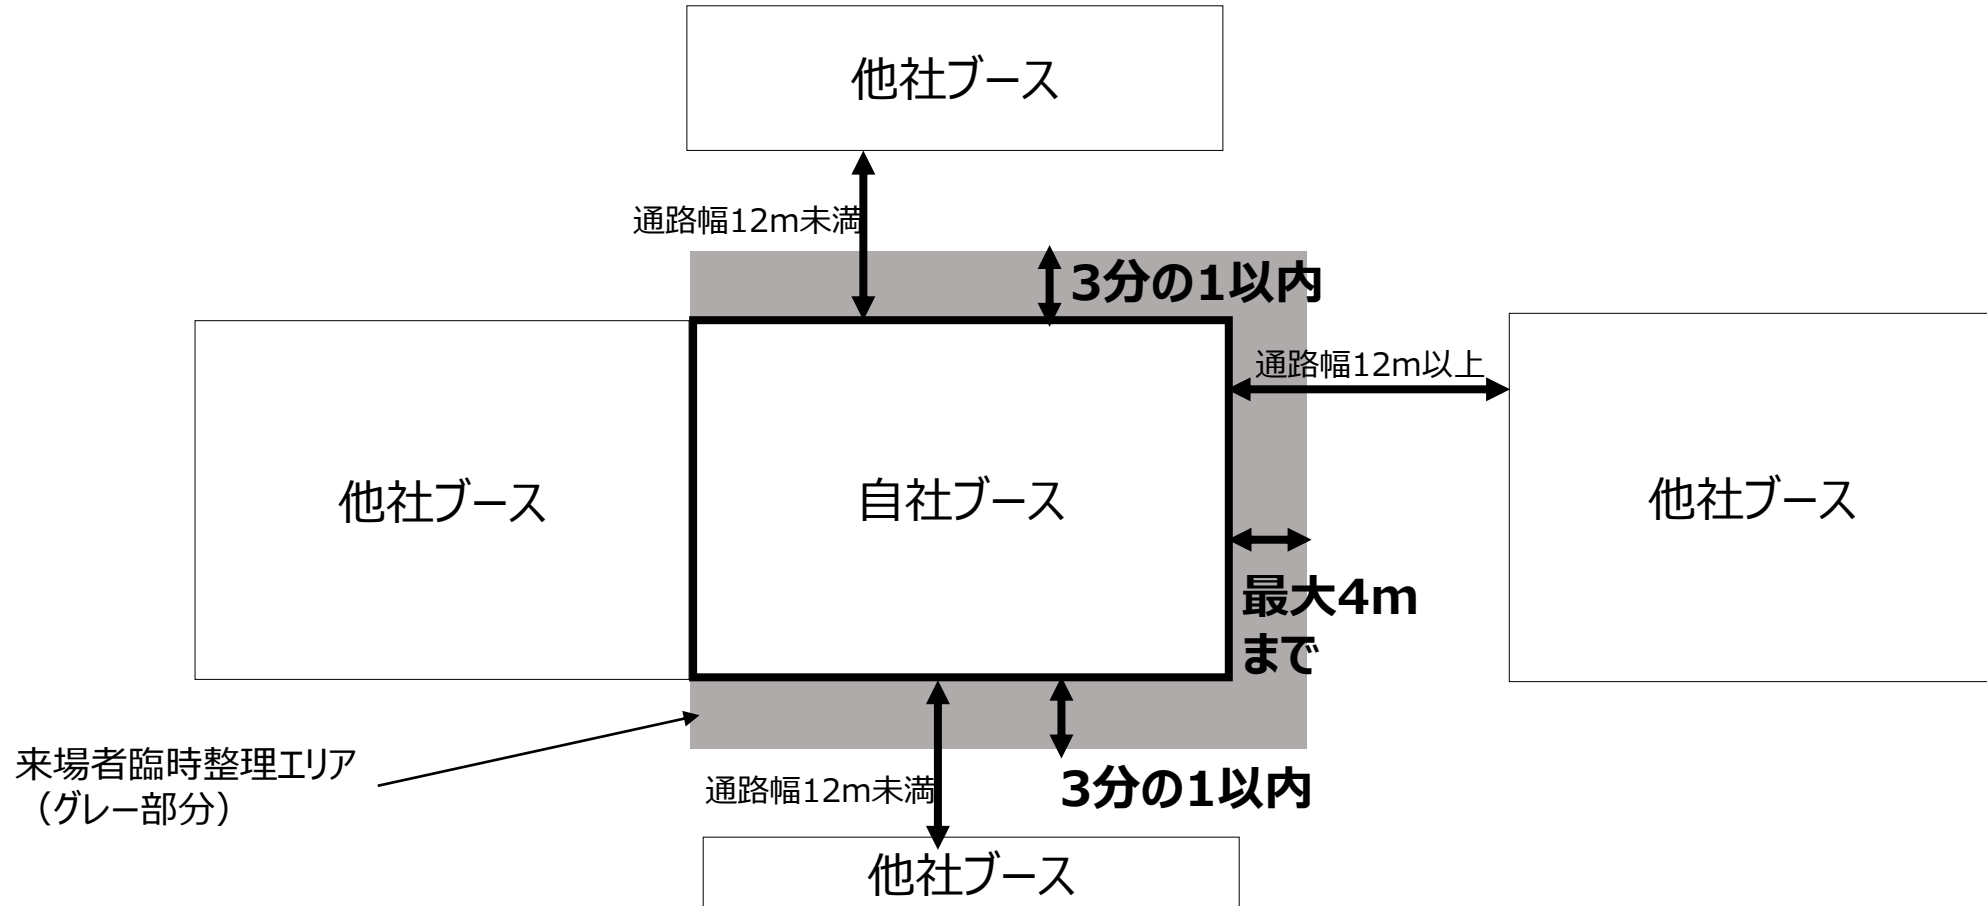 他社ブース
通路幅12m未満
3分の1以内
通路幅12m以上
他社ブース
自社ブース
他社ブース
最大4m
まで
来場者臨時整理エリア
（グレー部分）
通路幅12m未満
3分の1以内
他社ブース